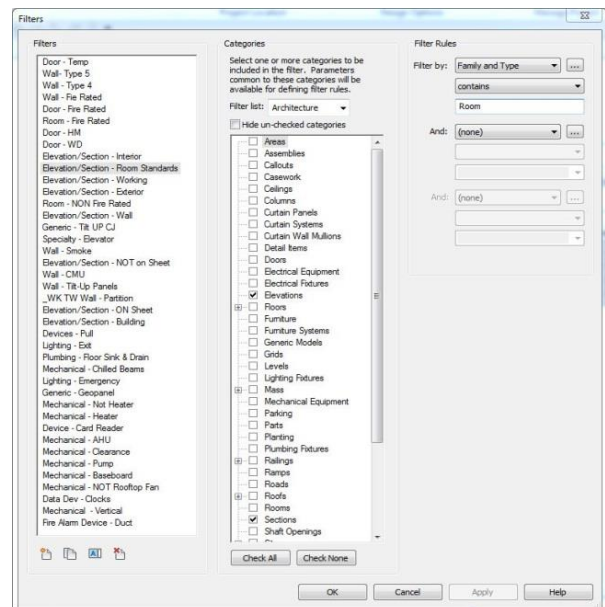 Filters
Filters
Door - Temp
Wall- Type 5
Wall - Type 4
Wall - Fie Rated
Door - Fire Rated
Room - Fire Rated
Door - HM
Door - WD
Elevation/Section - Interior
Elevation/Section - Room Standards
Elevation/Section - Working
Elevation/Section - Exterior
Room - NON Fire Rated
Elevation/Section - Wall
Generic - Tilt UP CJ
Specialty - Elevator
Wall - Smoke
Elevation/Section - NOT on Sheet
Wall - CMU
Wall - Tilt-Up Panels
_WK TW Wall - Partition
Elevation/Section - ON Sheet
Elevation/Section - Building
Devices - Pull
Lighting - Exit
Plumbing - Floor Sink & Drain
Mechanical - Chilled Beams
Lighting - Emergency
Generic - Geopanel
Mechanical - Not Heater
Mechanical - Heater
Device - Card Reader
Mechanical - AHU
Mechanical - Clearance
Mechanical - Pump
Mechanical - Baseboard
Mechanical - NOT Rooftop Fan
Data Dev - Clocks
Mechanical - Vertical
Fire Alarm Device - Duct
Categories
Select one or more categories to be
included in the filter. Parameters
common to these categories will be
available for defining filter rules.
Filter list: Architecture
Hide un-checked categories
Areas
Assemblies
Callouts
Casework
Ceilings
Columns
Curtain Panels
Curtain Systems
Curtain Wall Mullions
Detail Items
Doors
Electrical Equipment
Electrical Fixtures
Elevations
Floors
Furniture
Furniture Systems
Generic Models
Grids
Levels
Lighting Fixtures
Mass
Mechanical Equipment
Parking
Parts
Planting
Plumbing Fixtures
Railings
Ramps
Roads
Roofs
Rooms
Sections
Shaft Openings
Check All Check None
Filter Rules
Filter by: Family and Type ...
contains
Room
And: (none) ...
And: (none) ...
OK Cancel Apply Help